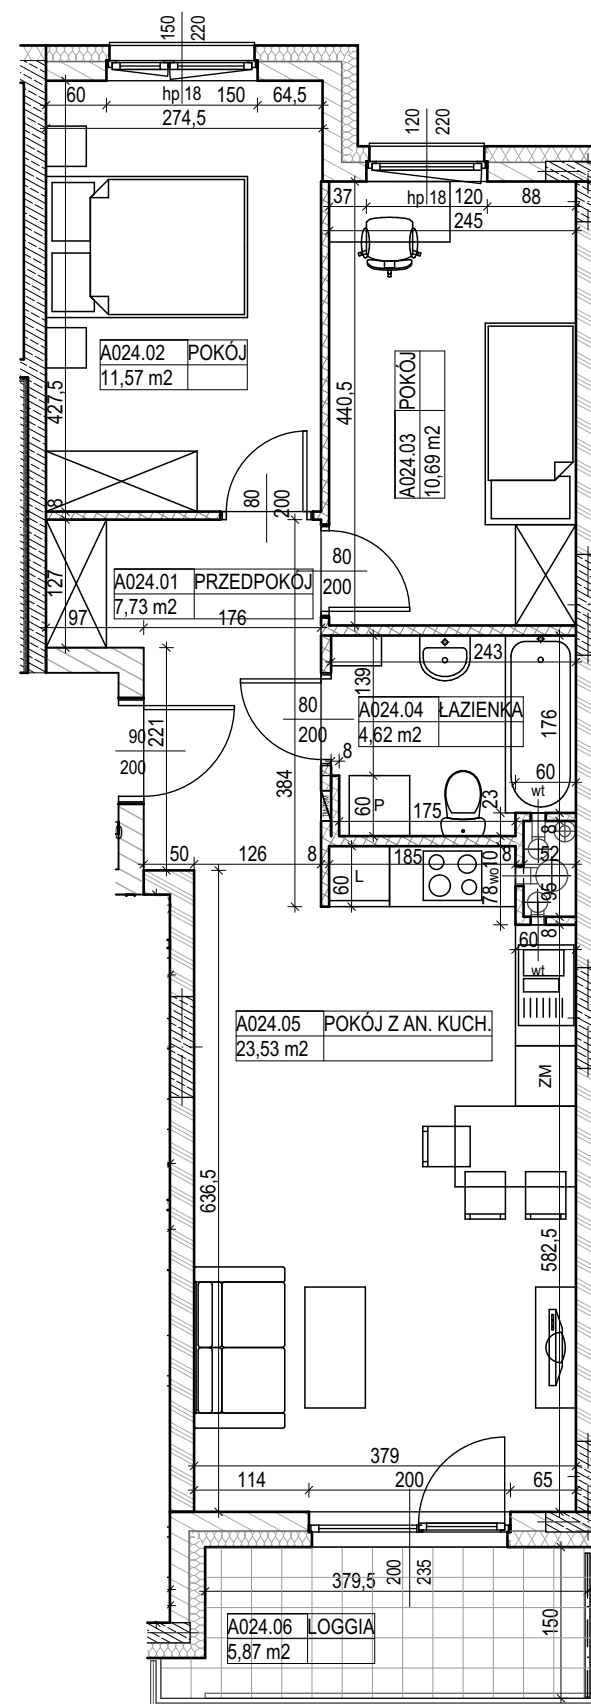 150
220
60
hp 18
150
64,5
274,5
120
220
37
hp 18
120
88
245
A024.02 POKÓJ
11,57 m2
427,5
440,5
A024.03 POKÓJ
10,69 m2
8
80
200
127
A024.01 PRZEDPOKÓJ
7,73 m2
80
200
97
176
243
139
80
200
A024.04 ŁAZIENKA
4,62 m2
176
90
200
221
384
8
60
P
175
23
60
wt
50
126
8
185
10
8
52
8
95
60
L
78
wo
8
60
wt
A024.05 POKÓJ Z AN. KUCH.
23,53 m2
ZM
636,5
582,5
379
114
200
65
379,5
200
235
150
A024.06 LOGGIA
5,87 m2